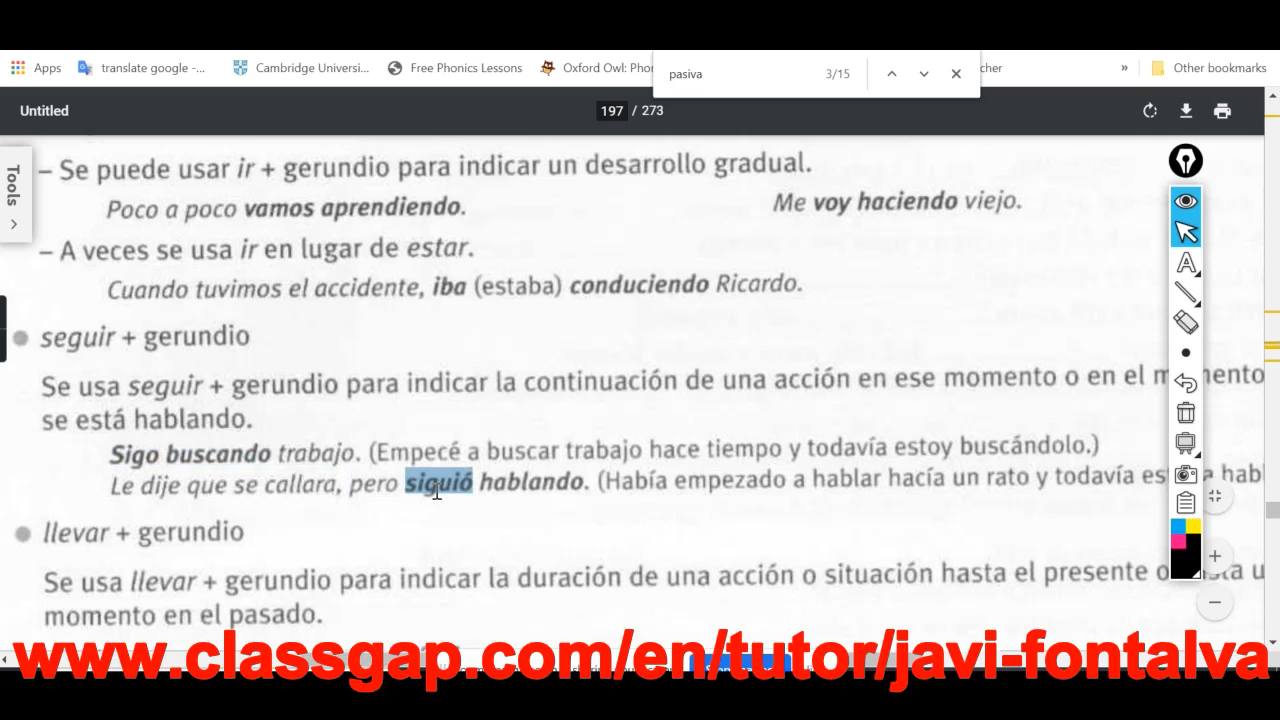 Apps translate google -... Cambridge Universi... Free Phonics Lessons Oxford Owl: Pho cher » Other bookmarks
pasiva 3/15
Untitled 197 / 273
Tools
– Se puede usar ir + gerundio para indicar un desarrollo gradual.
Poco a poco vamos aprendiendo. Me voy haciendo viejo.
– A veces se usa ir en lugar de estar.
Cuando tuvimos el accidente, iba (estaba) conduciendo Ricardo.
seguir + gerundio
Se usa seguir + gerundio para indicar la continuación de una acción en ese momento o en el m nento
se está hablando.
Sigo buscando trabajo. (Empecé a buscar trabajo hace tiempo y todavía estoy buscándolo.)
Le dije que se callara, pero siguió hablando. (Había empezado a hablar hacía un rato y todavía est a habl
llevar + gerundio
Se usa llevar + gerundio para indicar la duración de una acción o situación hasta el presente o sta u
momento en el pasado.
www.classgap.com/en/tutor/javi-fontalva